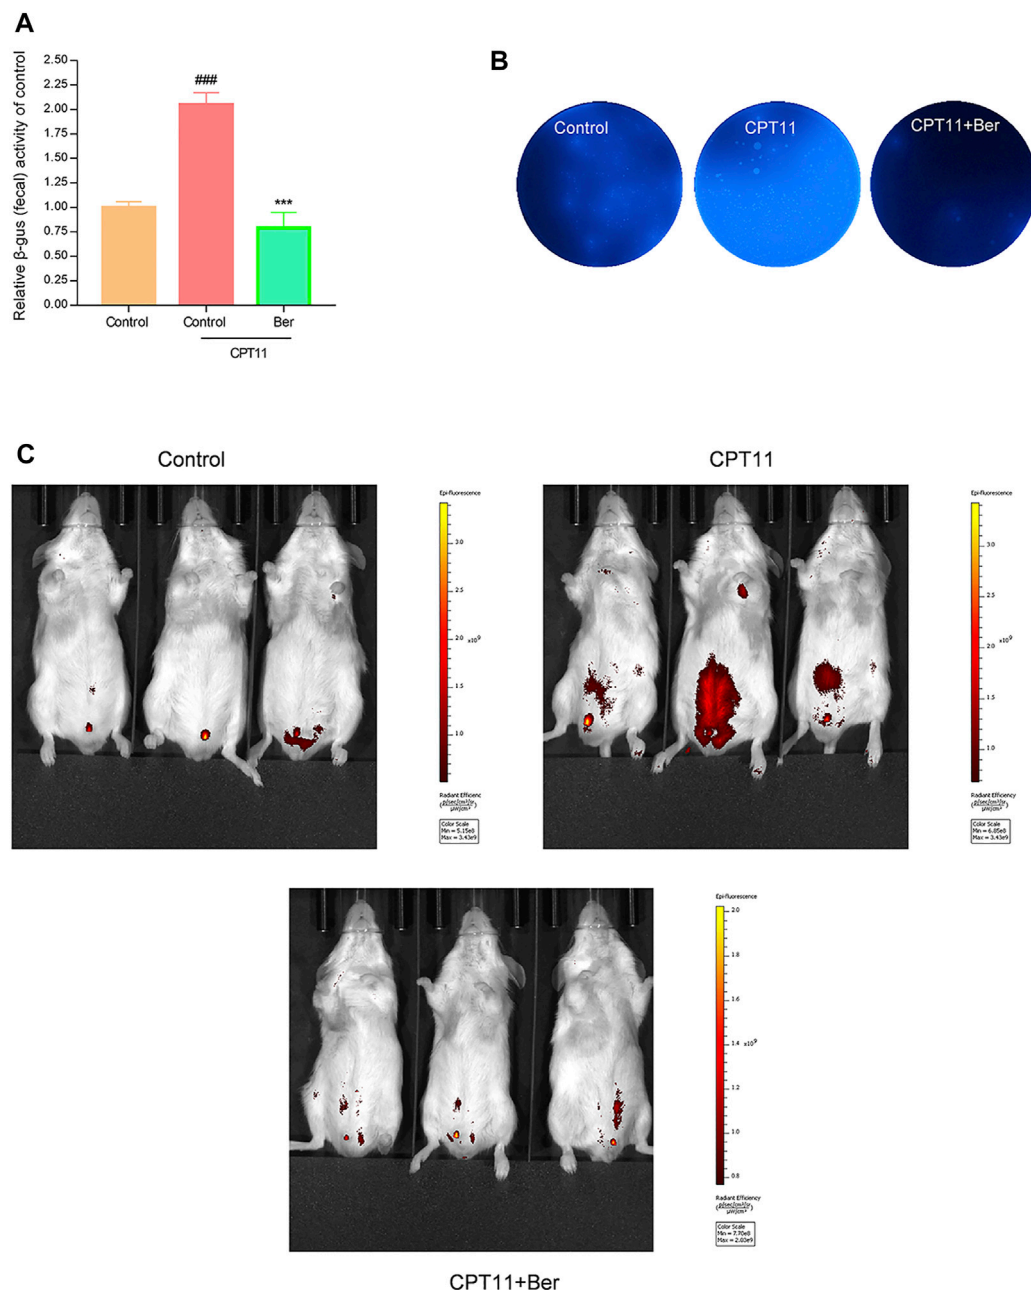 A
Relative β-gus (fecal) activity of control
2.50
2.25
2.00
1.75
1.50
1.25
1.00
0.75
0.50
0.25
0.00
###
***
Control
Control
Ber
CPT11
B
Control
CPT11
CPT11+Ber
C
Control
Epi-fluorescence
3.0
2.0
x10⁹
1.5
1.0
Radiant Efficiency
Color Scale
Min = 5.15e8
Max = 3.43e9
CPT11
Epi-fluorescence
3.0
2.0
x10⁹
1.5
1.0
Radiant Efficiency
Color Scale
Min = 6.85e8
Max = 3.43e9
Epi-fluorescence
2.0
1.8
1.6
1.4
x10⁹
1.2
1.0
0.8
Radiant Efficiency
Color Scale
Min = 7.70e8
Max = 2.03e9
CPT11+Ber